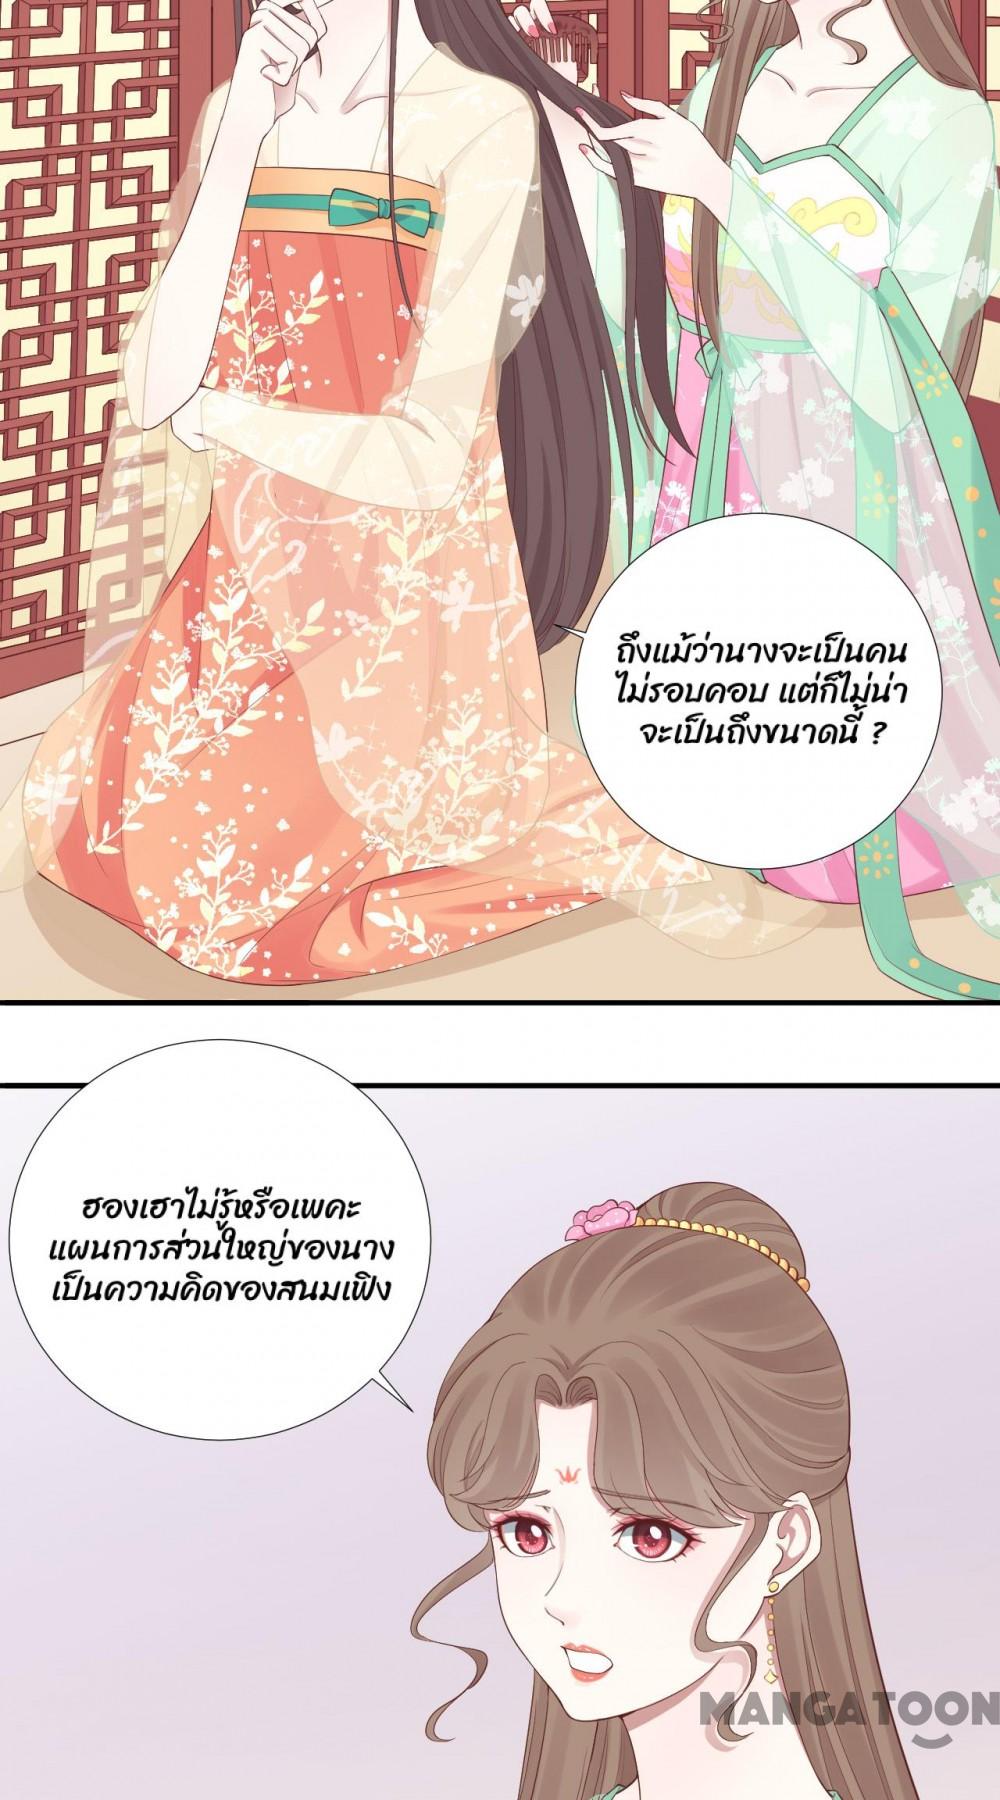 ถึงแม้ว่านางจะเป็นคน
ไม่รอบคอบ แต่ก็ไม่น่า
จะเป็นถึงขนาดนี้ ?
ฮองเฮาไม่รู้หรือเพคะ
แผนการส่วนใหญ่ของนาง
เป็นความคิดของสนมเฟิง
MANGATOON